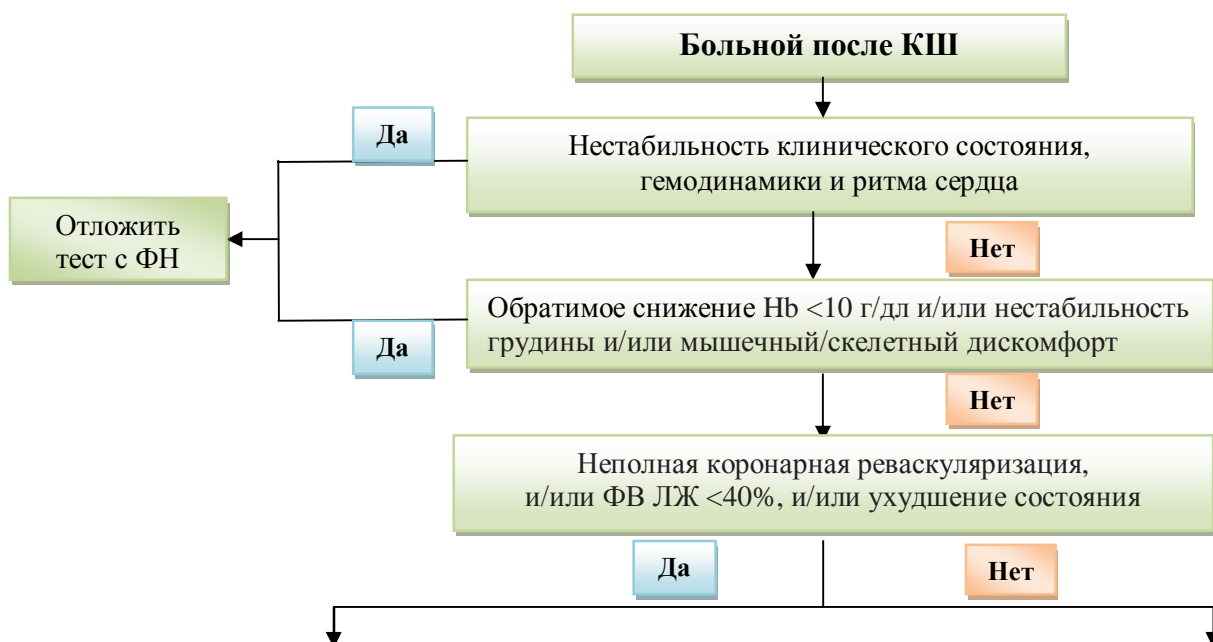 Больной после КШ
Да
Нестабильность клинического состояния,
гемодинамики и ритма сердца
Отложить
тест с ФН
Нет
Обратимое снижение Hb <10 г/дл и/или нестабильность
грудины и/или мышечный/скелетный дискомфорт
Да
Нет
Неполная коронарная реваскуляризация,
и/или ФВ ЛЖ <40%, и/или ухудшение состояния
Да
Нет